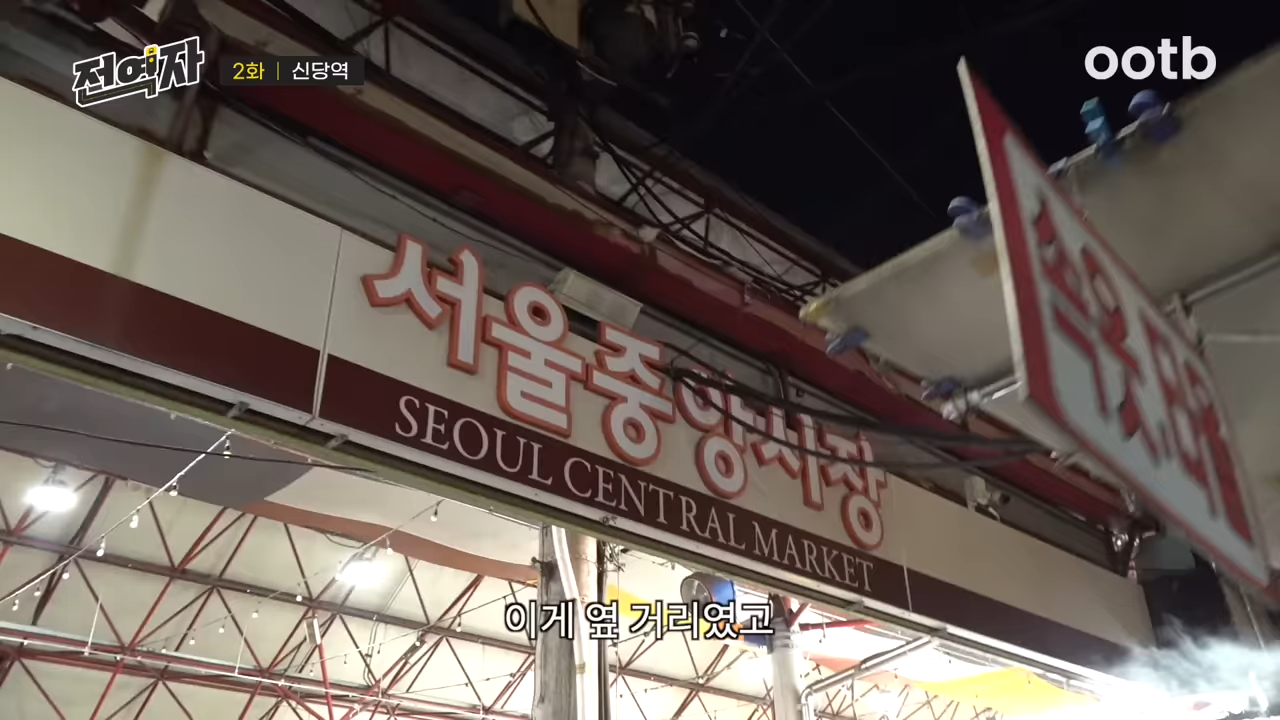 전역자
2화 | 신당역
ootb
서울중앙시장
SEOUL CENTRAL MARKET
이게 옆 거리였고